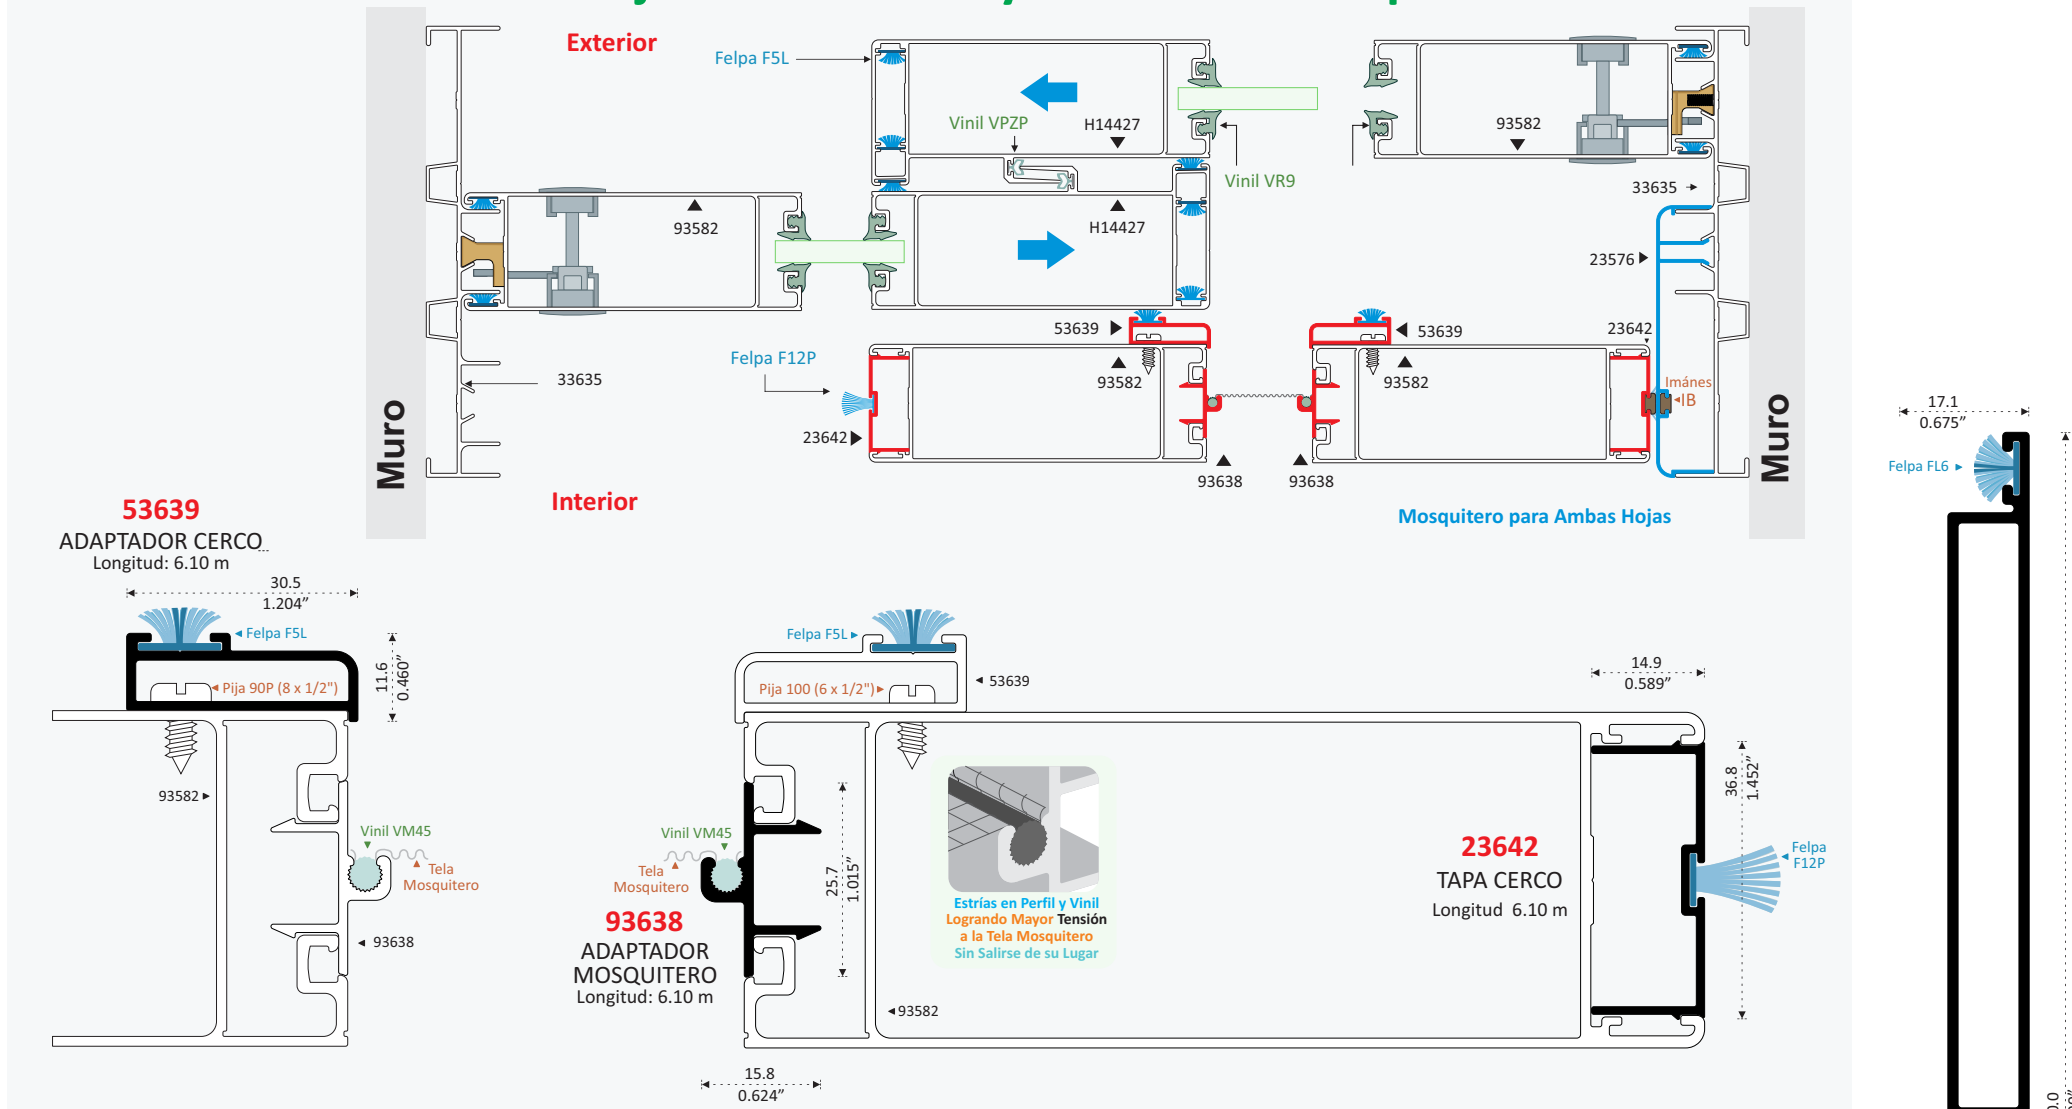 Exterior
Felpa F5L
Vinil VPZP
H14427
93582
Vinil VR9
33635
93582
H14427
23576
53639
53639
23642
Felpa F12P
93582
93582
33635
Imánes
IB
23642
Muro
Muro
93638
93638
Interior
Mosquitero para Ambas Hojas
17.1
0.675”
Felpa FL6
53639
ADAPTADOR CERCO...
Longitud: 6.10 m
30.5
1.204”
Felpa F5L
11.6
0.460”
Pija 90P (8 x 1/2")
93582
Vinil VM45
Tela
Mosquitero
93638
Felpa F5L
53639
Pija 100 (6 x 1/2")
14.9
0.589”
Vinil VM45
Tela
Mosquitero
93638
ADAPTADOR
MOSQUITERO
Longitud: 6.10 m
25.7
1.015”
Estrías en Perfil y Vinil
Logrando Mayor Tensión
a la Tela Mosquitero
Sin Salirse de su Lugar
93582
23642
TAPA CERCO
Longitud 6.10 m
36.8
1.452”
Felpa
F12P
15.8
0.624”